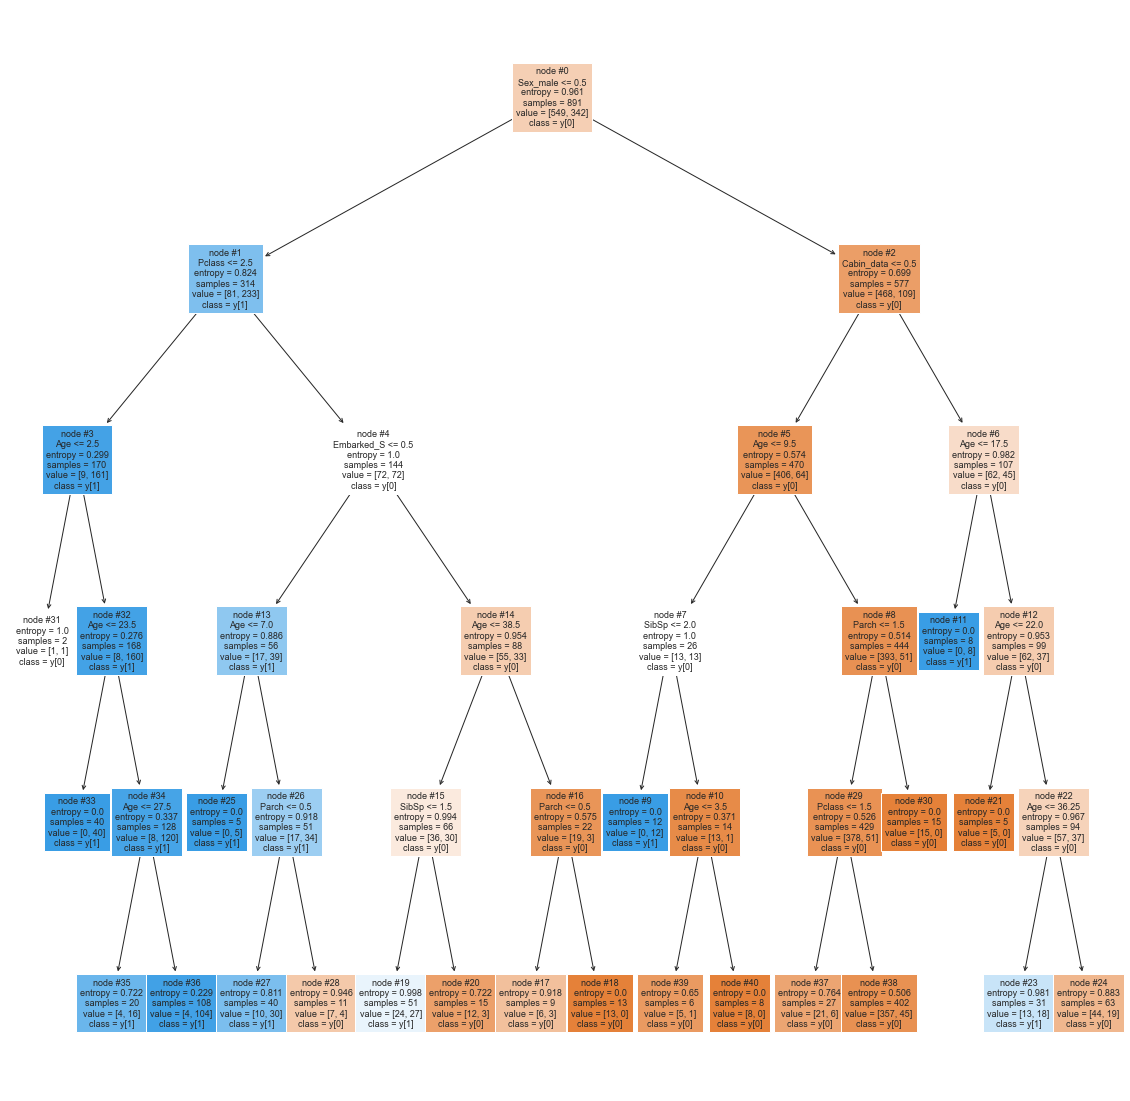 node #0
Sex_male <= 0.5
entropy = 0.961
samples = 891
value = [549, 342]
class = y[0]
node #1
Pclass <= 2.5
entropy = 0.824
samples = 314
value = [81, 233]
class = y[1]
node #2
Cabin_data <= 0.5
entropy = 0.699
samples = 577
value = [468, 109]
class = y[0]
node #3
Age <= 2.5
entropy = 0.299
samples = 170
value = [9, 161]
class = y[1]
node #4
Embarked_S <= 0.5
entropy = 1.0
samples = 144
value = [72, 72]
class = y[0]
node #5
Age <= 9.5
entropy = 0.574
samples = 470
value = [406, 64]
class = y[0]
node #6
Age <= 17.5
entropy = 0.982
samples = 107
value = [62, 45]
class = y[0]
node #31
entropy = 1.0
samples = 2
value = [1, 1]
class = y[0]
node #32
Age <= 23.5
entropy = 0.276
samples = 168
value = [8, 160]
class = y[1]
node #13
Age <= 7.0
entropy = 0.886
samples = 56
value = [17, 39]
class = y[1]
node #14
Age <= 38.5
entropy = 0.954
samples = 88
value = [55, 33]
class = y[0]
node #7
SibSp <= 2.0
entropy = 1.0
samples = 26
value = [13, 13]
class = y[0]
node #8
Parch <= 1.5
entropy = 0.514
samples = 444
value = [393, 51]
class = y[0]
node #11
entropy = 0.0
samples = 8
value = [0, 8]
class = y[1]
node #12
Age <= 22.0
entropy = 0.953
samples = 99
value = [62, 37]
class = y[0]
node #33
entropy = 0.0
samples = 40
value = [0, 40]
class = y[1]
node #34
Age <= 27.5
entropy = 0.337
samples = 128
value = [8, 120]
class = y[1]
node #25
entropy = 0.0
samples = 5
value = [0, 5]
class = y[1]
node #26
Parch <= 0.5
entropy = 0.918
samples = 51
value = [17, 34]
class = y[1]
node #15
SibSp <= 1.5
entropy = 0.994
samples = 66
value = [36, 30]
class = y[0]
node #16
Parch <= 0.5
entropy = 0.575
samples = 22
value = [19, 3]
class = y[0]
node #9
entropy = 0.0
samples = 12
value = [0, 12]
class = y[1]
node #10
Age <= 3.5
entropy = 0.371
samples = 14
value = [13, 1]
class = y[0]
node #29
Pclass <= 1.5
entropy = 0.526
samples = 429
value = [378, 51]
class = y[0]
node #30
entropy = 0.0
samples = 15
value = [15, 0]
class = y[0]
node #21
entropy = 0.0
samples = 5
value = [5, 0]
class = y[0]
node #22
Age <= 36.25
entropy = 0.967
samples = 94
value = [57, 37]
class = y[0]
node #35
entropy = 0.722
samples = 20
value = [4, 16]
class = y[1]
node #36
entropy = 0.229
samples = 108
value = [4, 104]
class = y[1]
node #27
entropy = 0.811
samples = 40
value = [10, 30]
class = y[1]
node #28
entropy = 0.946
samples = 11
value = [7, 4]
class = y[0]
node #19
entropy = 0.998
samples = 51
value = [24, 27]
class = y[1]
node #20
entropy = 0.722
samples = 15
value = [12, 3]
class = y[0]
node #17
entropy = 0.918
samples = 9
value = [6, 3]
class = y[0]
node #18
entropy = 0.0
samples = 13
value = [13, 0]
class = y[0]
node #39
entropy = 0.65
samples = 6
value = [5, 1]
class = y[0]
node #40
entropy = 0.0
samples = 8
value = [8, 0]
class = y[0]
node #37
entropy = 0.764
samples = 27
value = [21, 6]
class = y[0]
node #38
entropy = 0.506
samples = 402
value = [357, 45]
class = y[0]
node #23
entropy = 0.981
samples = 31
value = [13, 18]
class = y[1]
node #24
entropy = 0.883
samples = 63
value = [44, 19]
class = y[0]